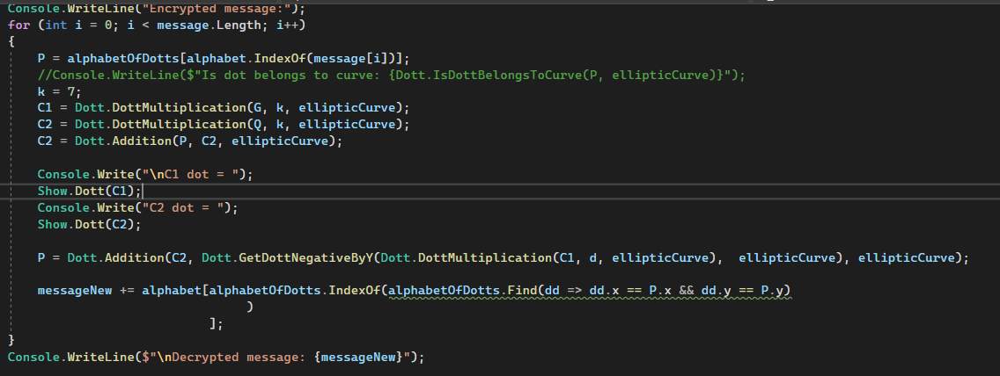 Console.WriteLine("Encrypted message:");
for (int i = 0; i < message.Length; i++)
{
    P = alphabetOfDotts[alphabet.IndexOf(message[i])];
    //Console.WriteLine($"Is dot belongs to curve: {Dott.IsDottBelongsToCurve(P, ellipticCurve)}");
    k = 7;
    C1 = Dott.DottMultiplication(G, k, ellipticCurve);
    C2 = Dott.DottMultiplication(Q, k, ellipticCurve);
    C2 = Dott.Addition(P, C2, ellipticCurve);
    Console.Write("\nC1 dot = ");
    Show.Dott(C1);
    Console.Write("C2 dot = ");
    Show.Dott(C2);
    P = Dott.Addition(C2, Dott.GetDottNegativeByY(Dott.DottMultiplication(C1, d, ellipticCurve),  ellipticCurve), ellipticCurve);
    messageNew += alphabet[alphabetOfDotts.IndexOf(alphabetOfDotts.Find(dd => dd.x == P.x && dd.y == P.y)
                                )
                           ];
}
Console.WriteLine($"\nDecrypted message: {messageNew}");